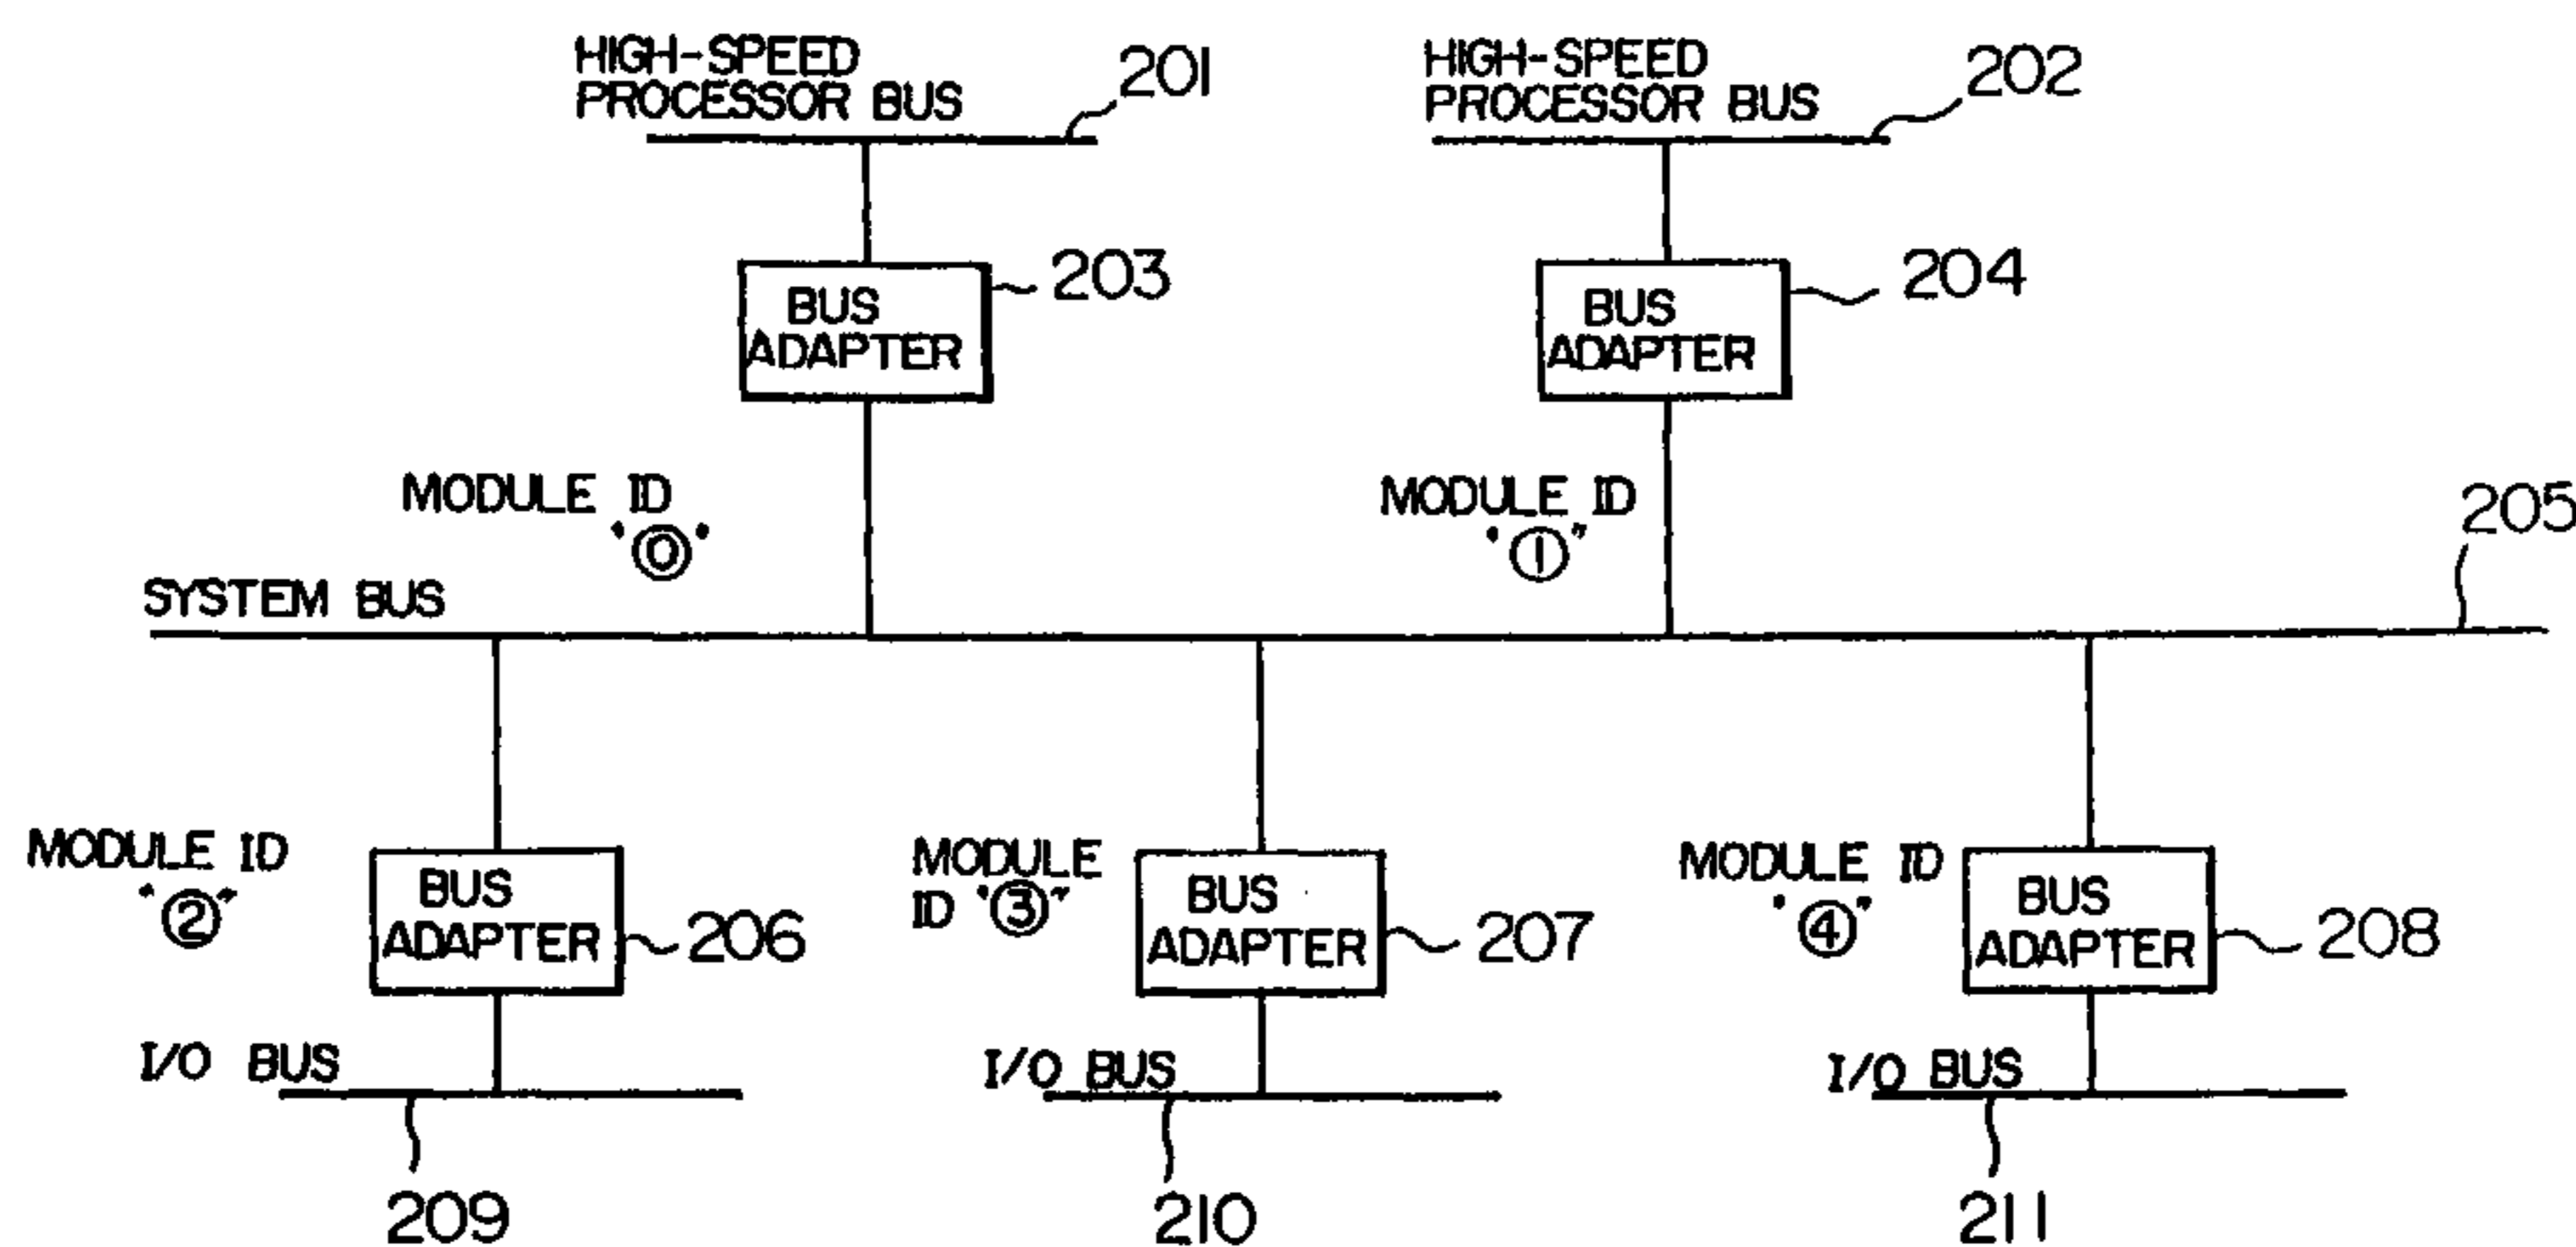 HIGH-SPEED
PROCESSOR BUS
201
HIGH-SPEED
PROCESSOR BUS
202
BUS
ADAPTER
203
BUS
ADAPTER
204
MODULE ID
"⓪"
MODULE ID
"①"
205
SYSTEM BUS
MODULE ID
"②"
BUS
ADAPTER
206
MODULE
ID "③"
BUS
ADAPTER
207
MODULE ID
"④"
BUS
ADAPTER
208
I/O BUS
I/O BUS
I/O BUS
209
210
211